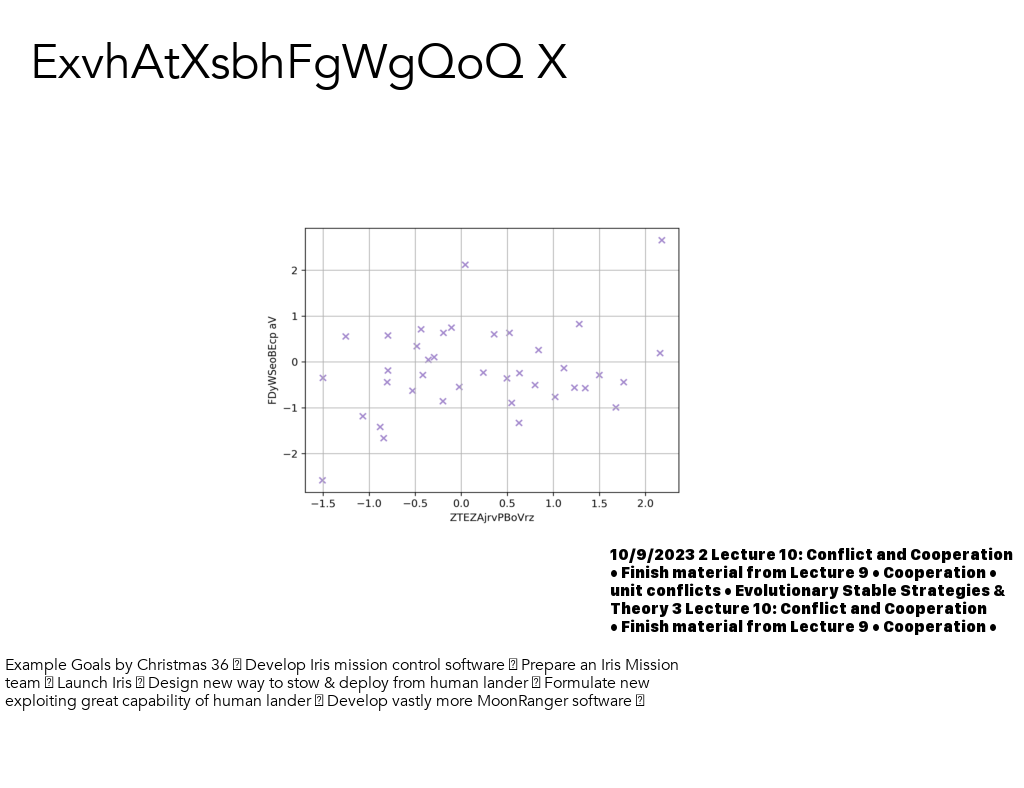 ExvhAtXsbhFgWgQoQ X
2
1
0
−1
−2
FDyWSeoBEcp aV
−1.5 −1.0 −0.5 0.0 0.5 1.0 1.5 2.0
ZTEZAjrvPBoVrz
10/9/2023 2 Lecture 10: Conflict and Cooperation
• Finish material from Lecture 9 • Cooperation •
unit conflicts • Evolutionary Stable Strategies &
Theory 3 Lecture 10: Conflict and Cooperation
• Finish material from Lecture 9 • Cooperation •
Example Goals by Christmas 36 ⍰ Develop Iris mission control software ⍰ Prepare an Iris Mission
team ⍰ Launch Iris ⍰ Design new way to stow & deploy from human lander ⍰ Formulate new
exploiting great capability of human lander ⍰ Develop vastly more MoonRanger software ⍰